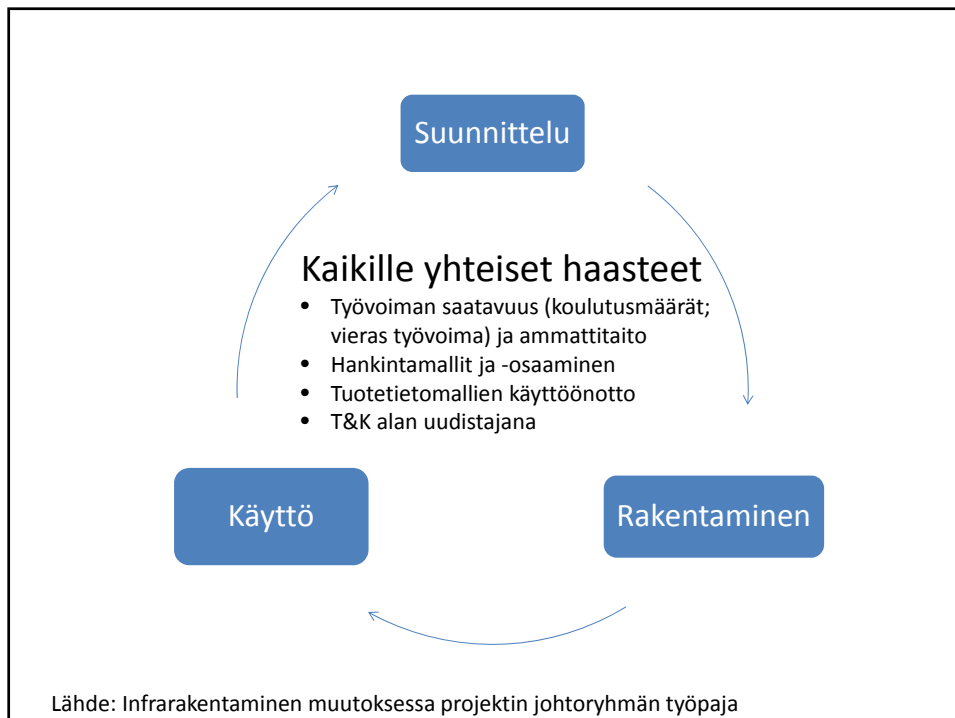 Suunnittelu
Kaikille yhteiset haasteet
• Työvoiman saatavuus (koulutusmäärät;
vieras työvoima) ja ammattitaito
• Hankintamallit ja -osaaminen
• Tuotetietomallien käyttöönotto
• T&K alan uudistajana
Käyttö
Rakentaminen
Lähde: Infrarakentaminen muutoksessa projektin johtoryhmän työpaja